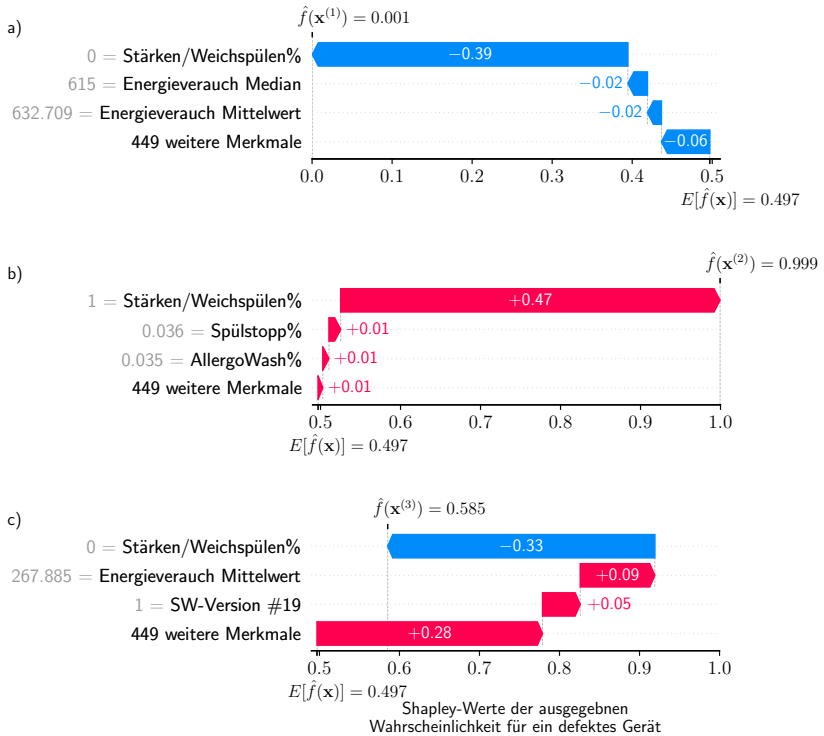 a)
f̂(x⁽¹⁾) = 0.001
0 = Stärken/Weichspülen%
−0.39
615 = Energieverauch Median
−0.02
632.709 = Energieverauch Mittelwert
−0.02
449 weitere Merkmale
−0.06
0.0 0.1 0.2 0.3 0.4 0.5
E[f̂(x)] = 0.497
b)
f̂(x⁽²⁾) = 0.999
1 = Stärken/Weichspülen%
+0.47
0.036 = Spülstopp%
+0.01
0.035 = AllergoWash%
+0.01
449 weitere Merkmale
+0.01
0.5 0.6 0.7 0.8 0.9 1.0
E[f̂(x)] = 0.497
c)
f̂(x⁽³⁾) = 0.585
0 = Stärken/Weichspülen%
−0.33
267.885 = Energieverauch Mittelwert
+0.09
1 = SW-Version #19
+0.05
449 weitere Merkmale
+0.28
0.5 0.6 0.7 0.8 0.9 1.0
E[f̂(x)] = 0.497
Shapley-Werte der ausgegebnen
Wahrscheinlichkeit für ein defektes Gerät